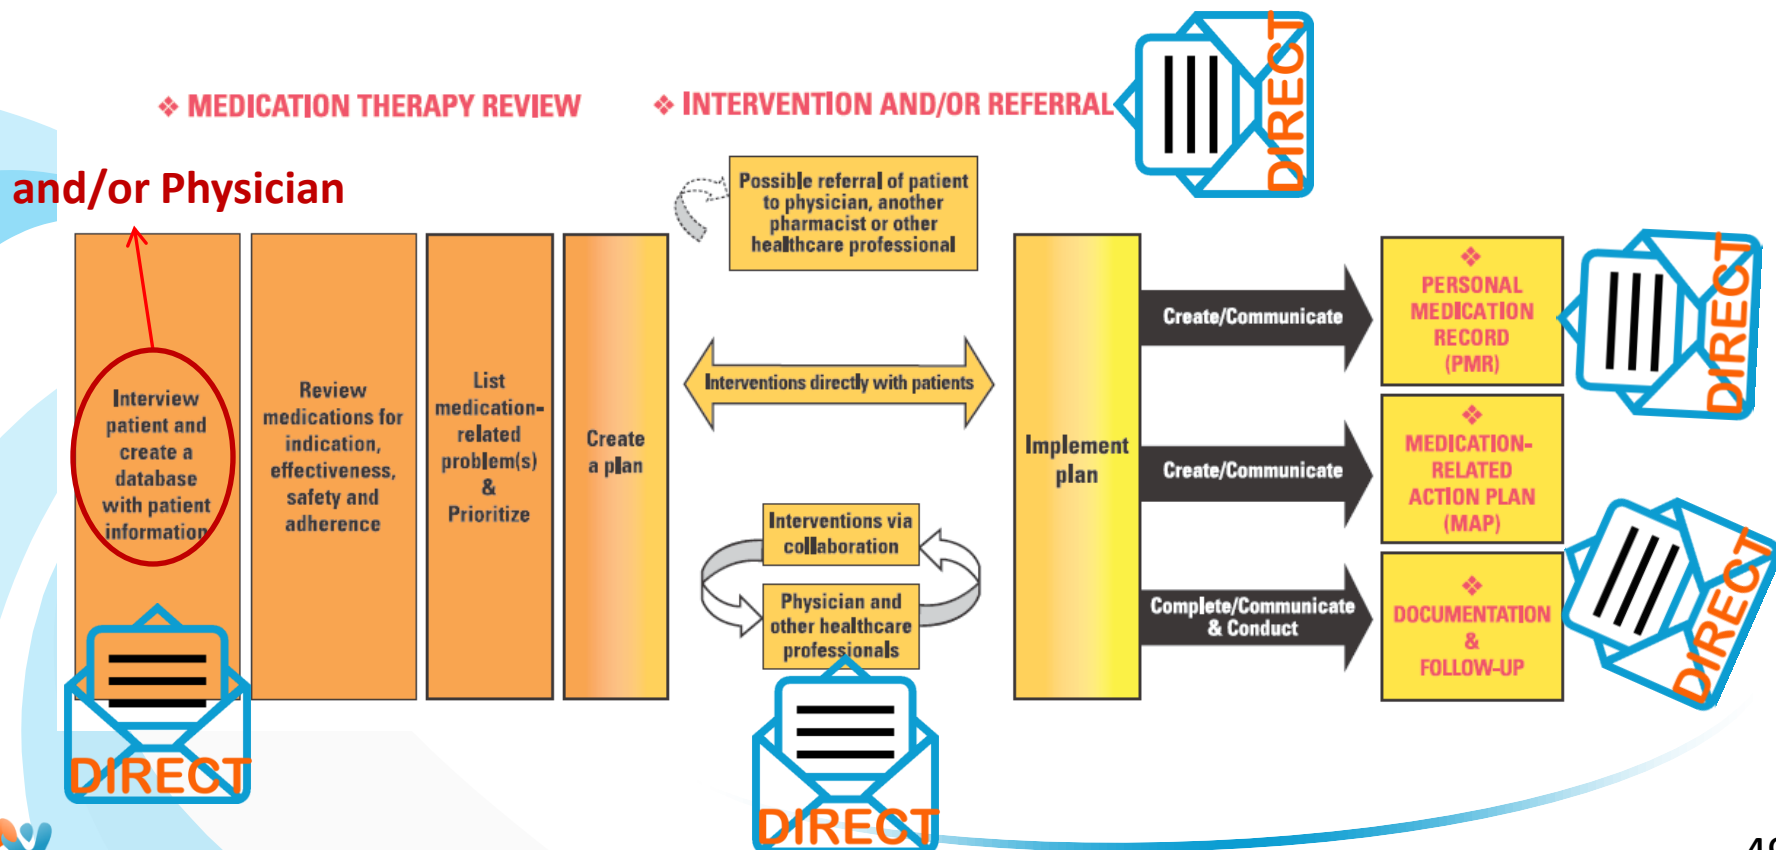 ❖ MEDICATION THERAPY REVIEW
❖ INTERVENTION AND/OR REFERRAL
DIRECT
and/or Physician
Interview
patient and
create a
database
with patient
information
DIRECT
Review
medications for
indication,
effectiveness,
safety and
adherence
List
medication-
related
problem(s)
&
Prioritize
Create
a plan
Possible referral of patient
to physician, another
pharmacist or other
healthcare professional
Interventions directly with patients
Interventions via
collaboration
Physician and
other healthcare
professionals
DIRECT
Implement
plan
Create/Communicate
❖
PERSONAL
MEDICATION
RECORD
(PMR)
DIRECT
Create/Communicate
❖
MEDICATION-
RELATED
ACTION PLAN
(MAP)
Complete/Communicate
& Conduct
❖
DOCUMENTATION
&
FOLLOW-UP
DIRECT